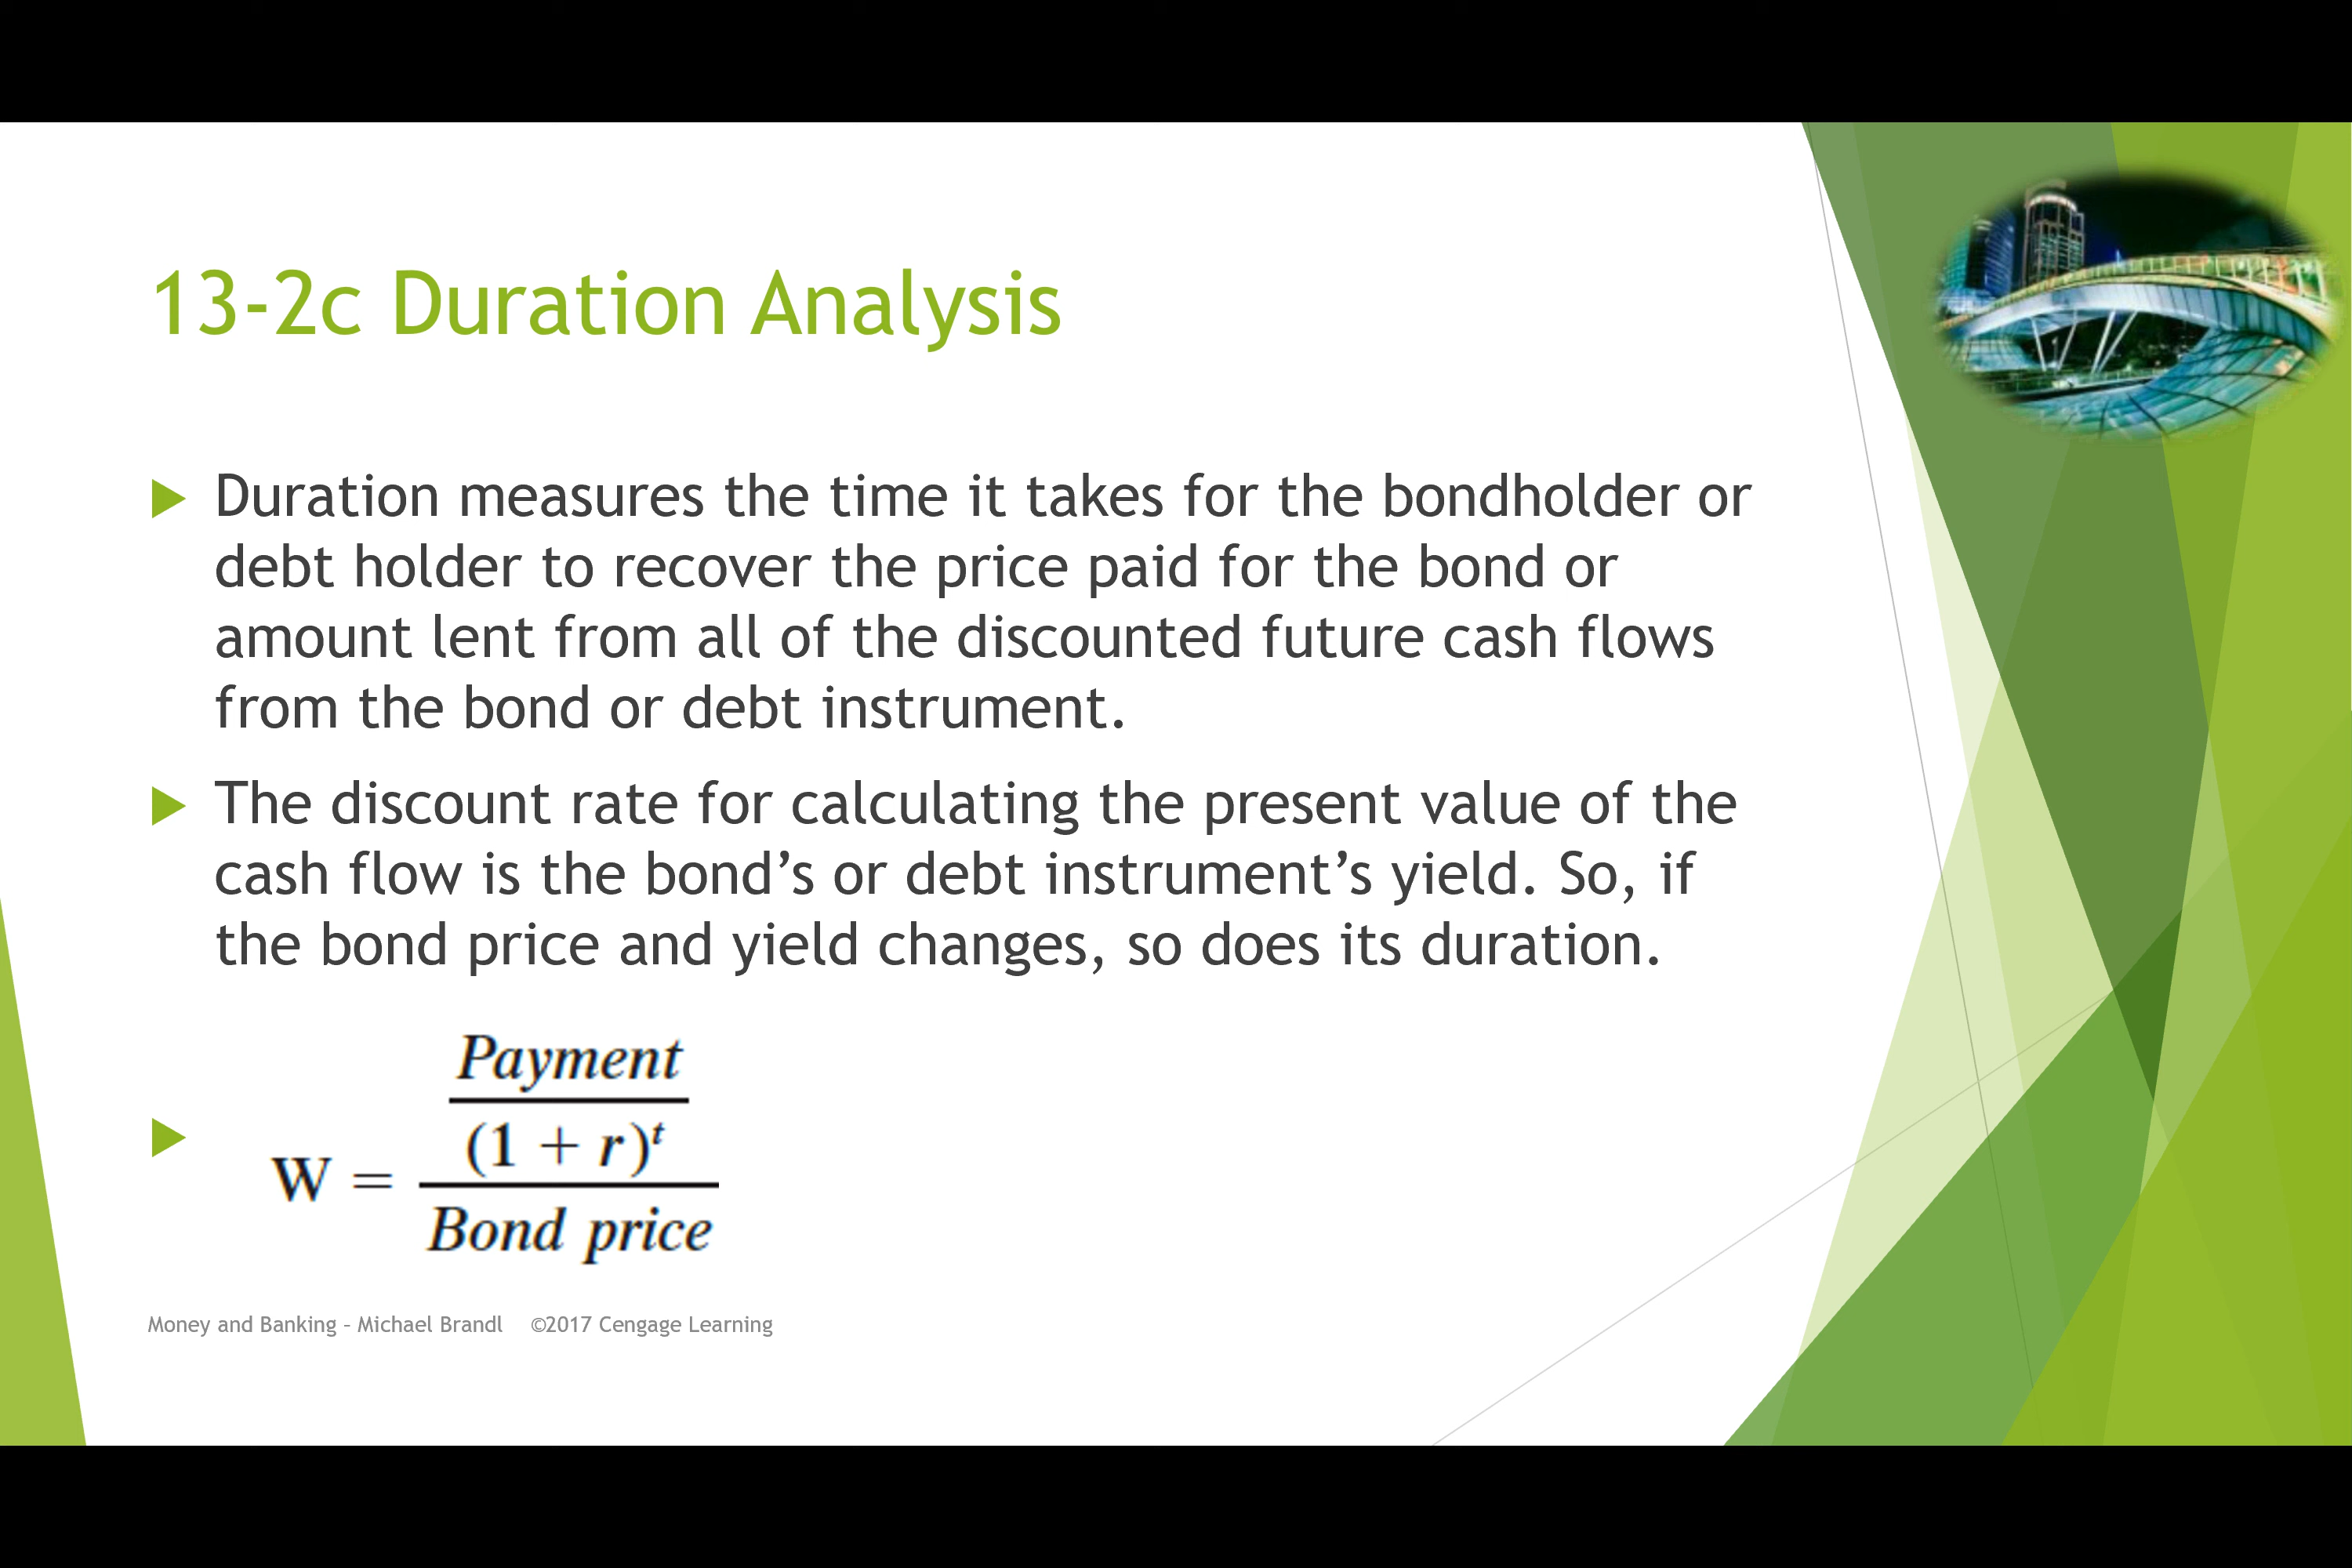 13-2c Duration Analysis
Duration measures the time it takes for the bondholder or
debt holder to recover the price paid for the bond or
amount lent from all of the discounted future cash flows
from the bond or debt instrument.
The discount rate for calculating the present value of the
cash flow is the bond’s or debt instrument’s yield. So, if
the bond price and yield changes, so does its duration.
Payment
(1 + r)ᵗ
W =
Bond price
Money and Banking – Michael Brandl ©2017 Cengage Learning